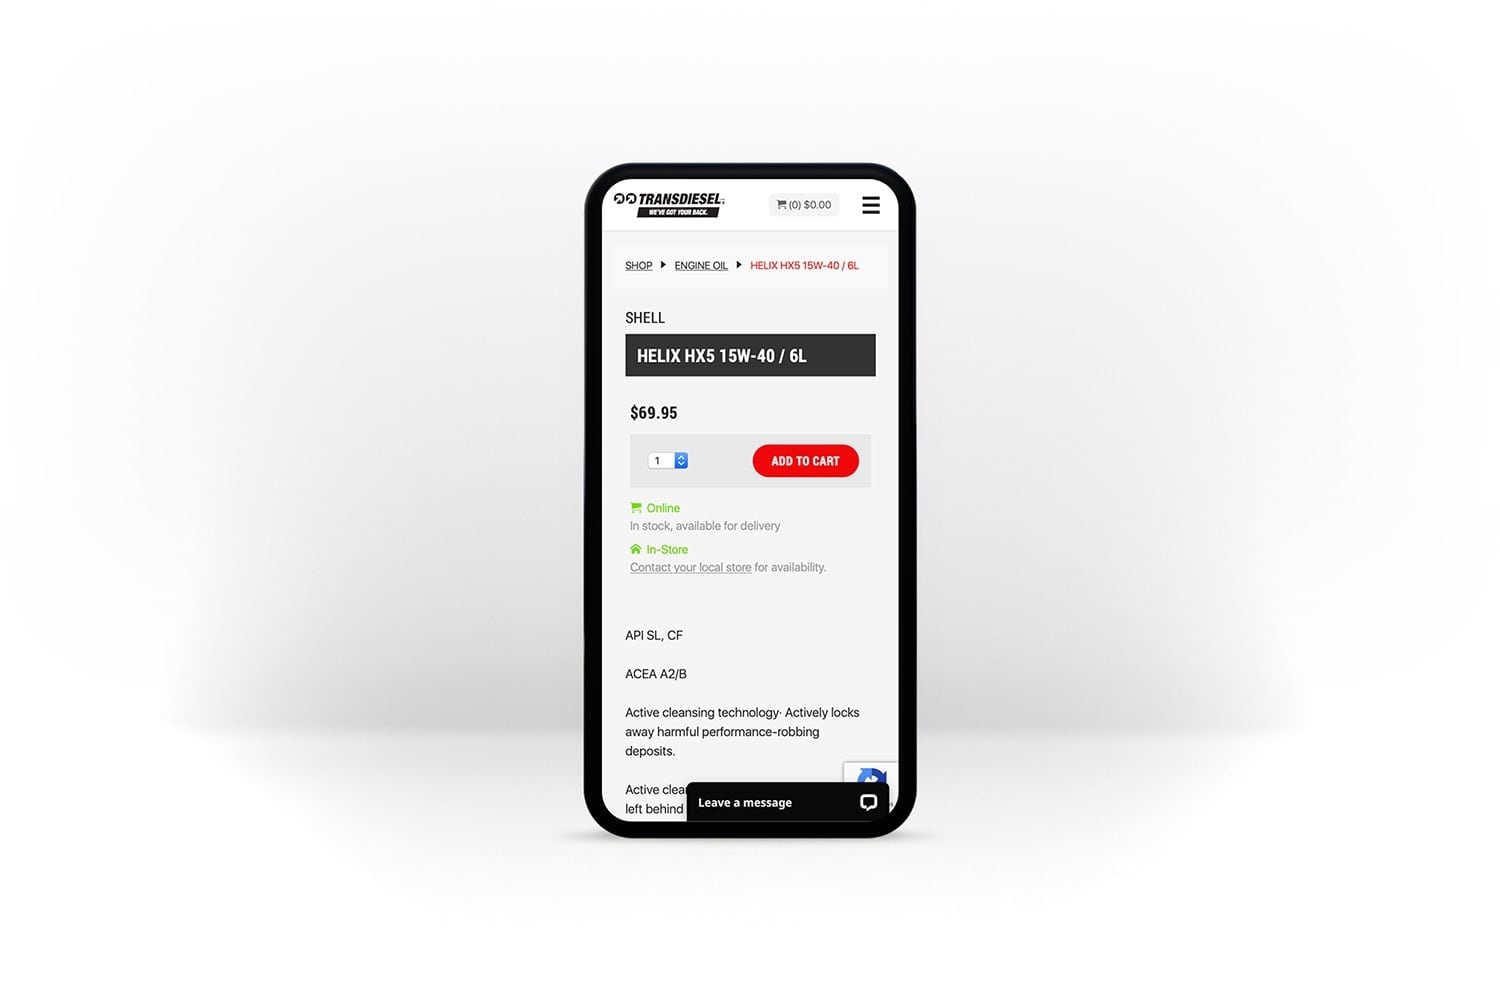 TRANSDIESEL
WE'VE GOT YOUR BACK.
(0) $0.00
SHOP ENGINE OIL HELIX HX5 15W-40 / 6L
SHELL
HELIX HX5 15W-40 / 6L
$69.95
1 ADD TO CART
Online
In stock, available for delivery
In-Store
Contact your local store for availability.
API SL, CF
ACEA A2/B
Active cleansing technology· Actively locks
away harmful performance-robbing
deposits.
Active clea
left behind
Leave a message